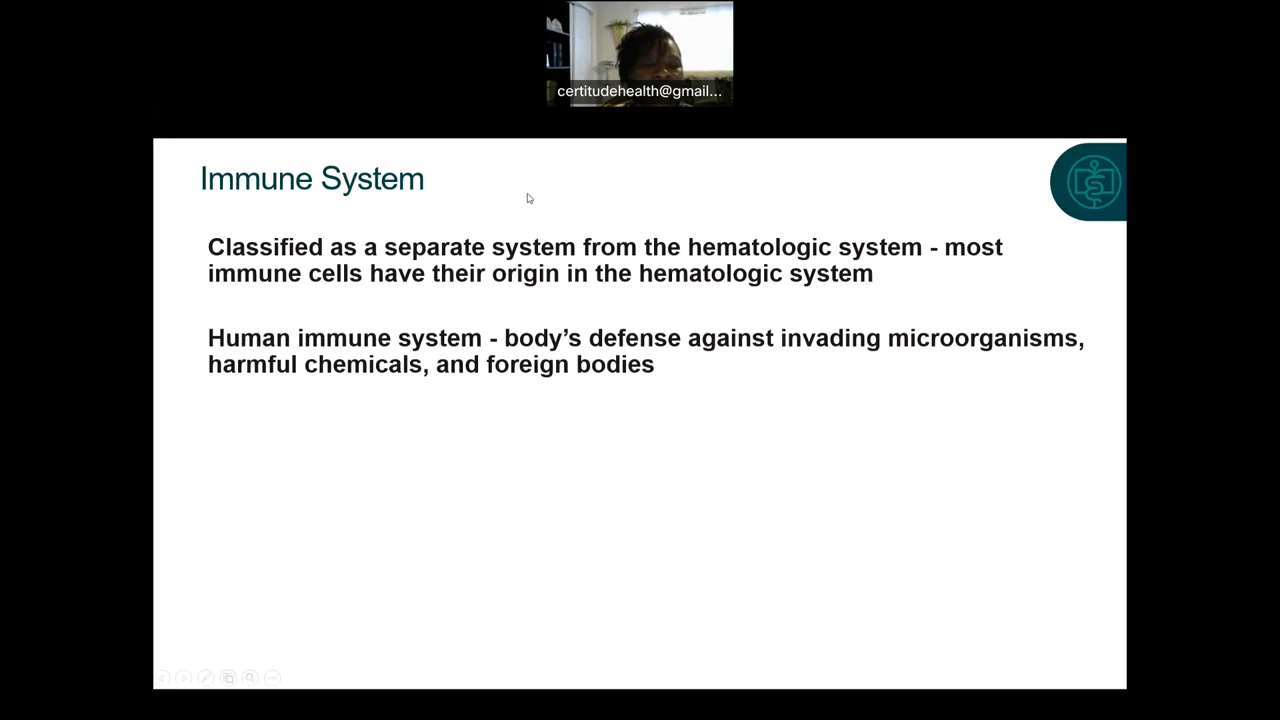 certitudehealth@gmail...
Immune System
Classified as a separate system from the hematologic system - most
immune cells have their origin in the hematologic system
Human immune system - body’s defense against invading microorganisms,
harmful chemicals, and foreign bodies